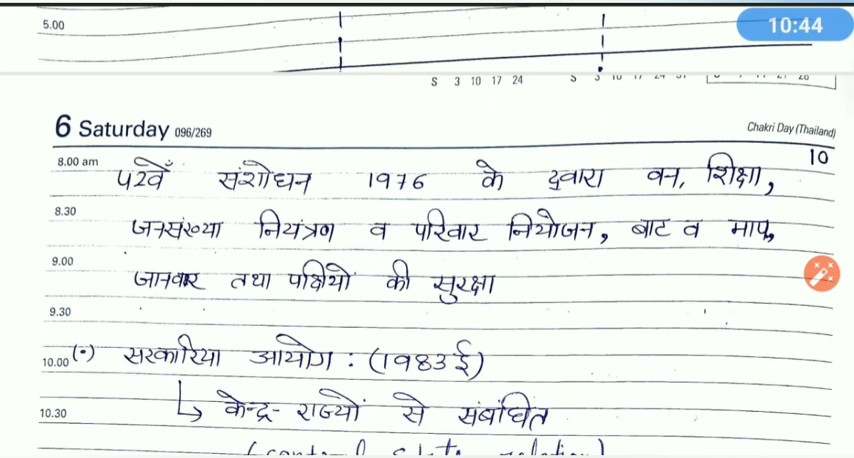 5.00
10:44
S 3 10 17 24
6 Saturday 096/269
Chakri Day (Thailand)
10
8.00 am 42वें संशोधन 1976 के द्वारा वन, शिक्षा,
8.30 जनसंख्या नियंत्रण व परिवार नियोजन, बाट व माप,
9.00 जानवर तथा पक्षियों की सुरक्षा
9.30
10.00 (•) सरकारिया आयोग : (1983 ई)
10.30 ↳ केन्द्र-राज्यों से संबंधित